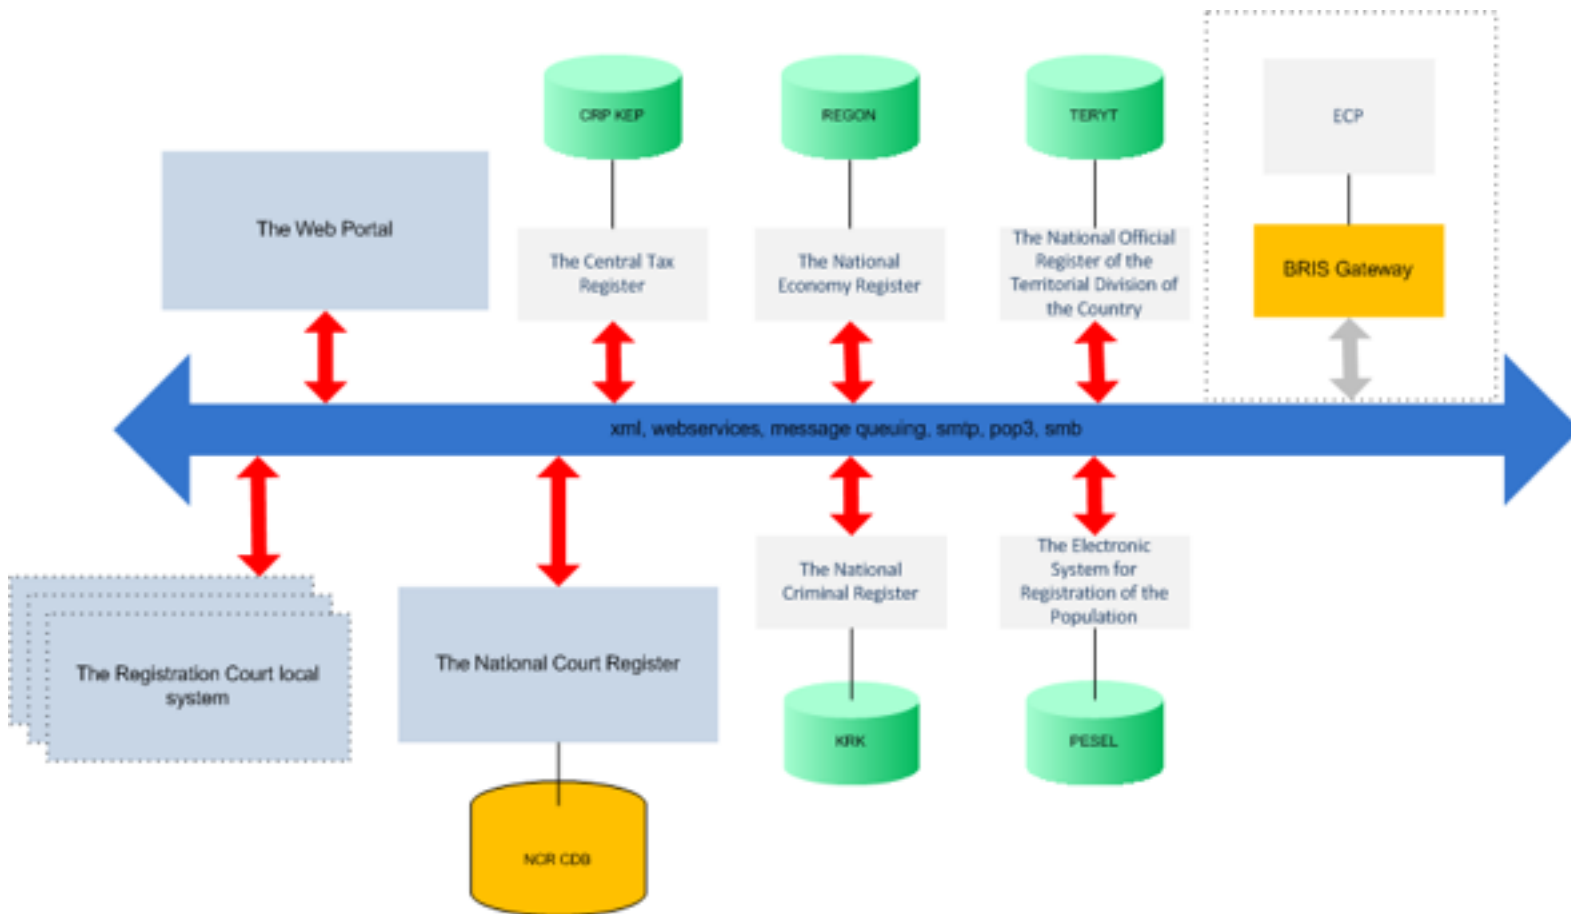 CRP KEP
REGON
TERYT
ECP
The Web Portal
The Central Tax
Register
The National
Economy Register
The National Official
Register of the
Territorial Division of
the Country
BRIS Gateway
xml, webservices, message queuing, smtp, pop3, smb
The Registration Court local
system
The National Court Register
The National
Criminal Register
The Electronic
System for
Registration of the
Population
KRK
PESEL
NCR CDB